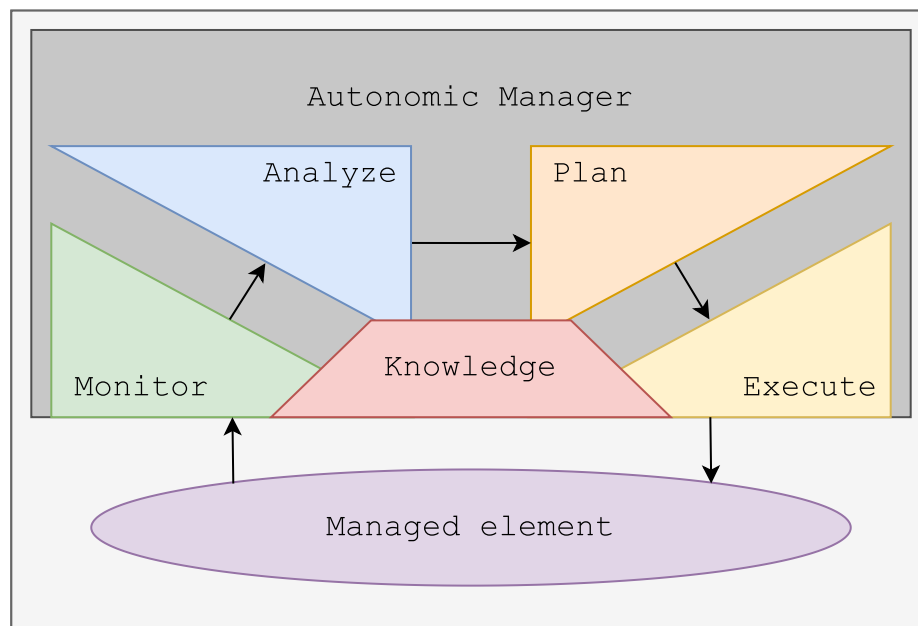 Autonomic Manager
Analyze
Plan
Monitor
Knowledge
Execute
Managed element